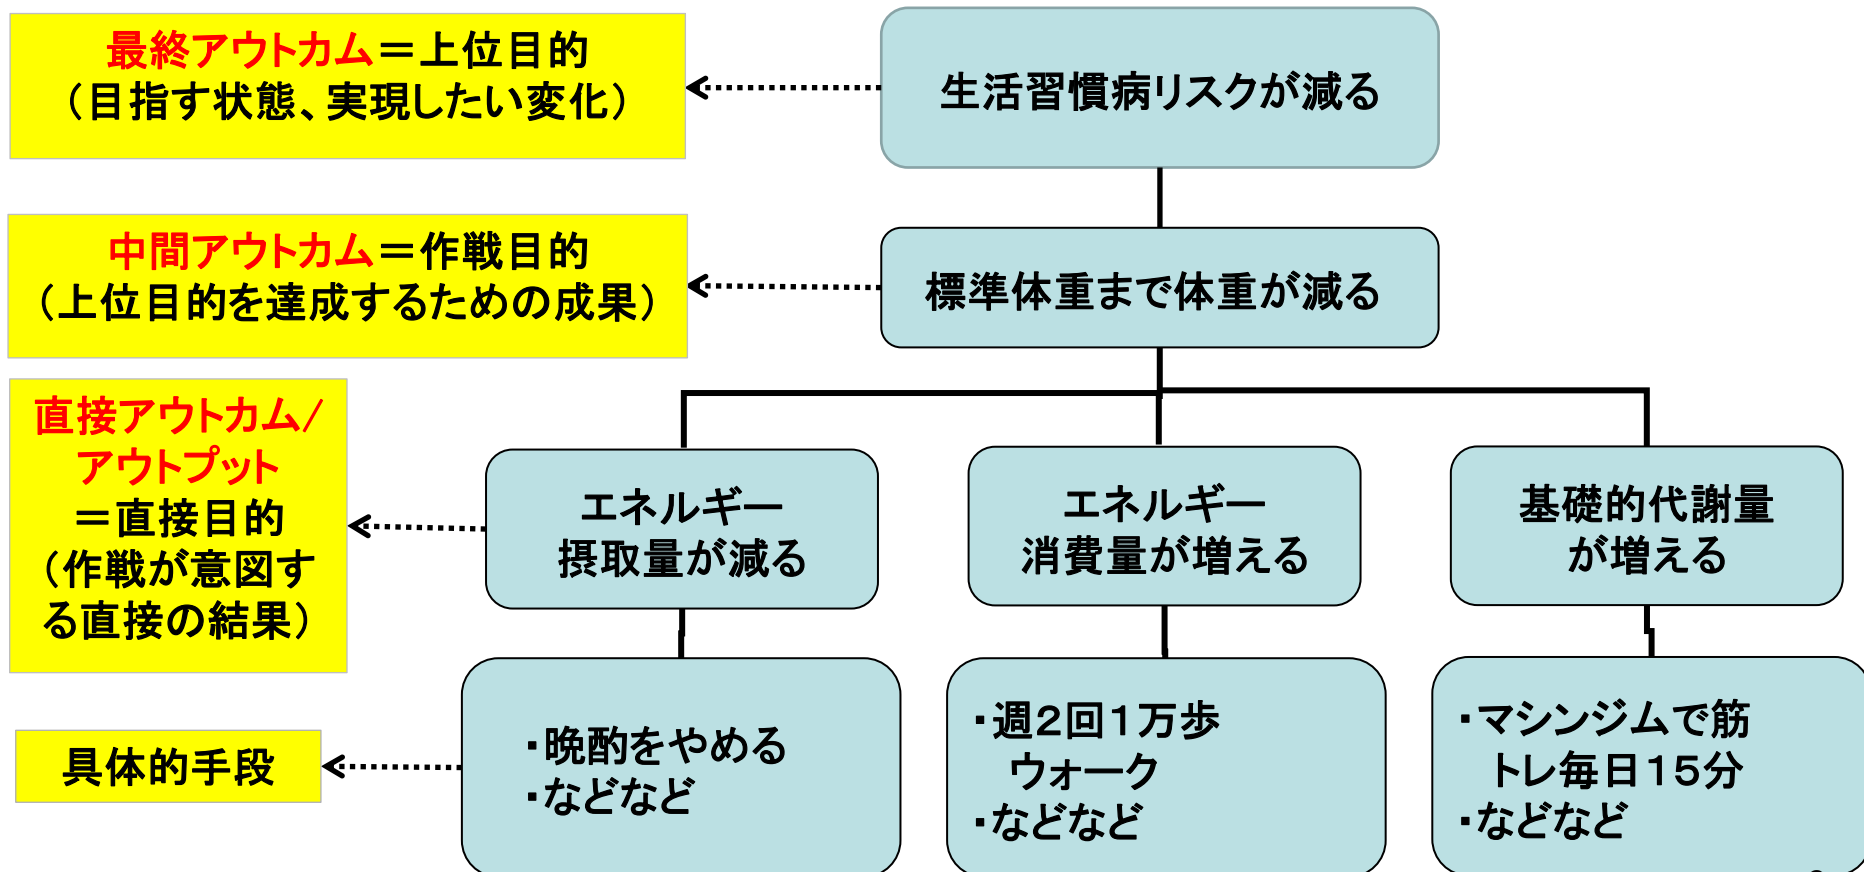 最終アウトカム＝上位目的
（目指す状態、実現したい変化）
生活習慣病リスクが減る
中間アウトカム＝作戦目的
（上位目的を達成するための成果）
標準体重まで体重が減る
直接アウトカム/
アウトプット
＝直接目的
（作戦が意図す
る直接の結果）
エネルギー
摂取量が減る
エネルギー
消費量が増える
基礎的代謝量
が増える
具体的手段
・晩酌をやめる
・などなど
・週２回１万歩
ウォーク
・などなど
・マシンジムで筋
トレ毎日１５分
・などなど